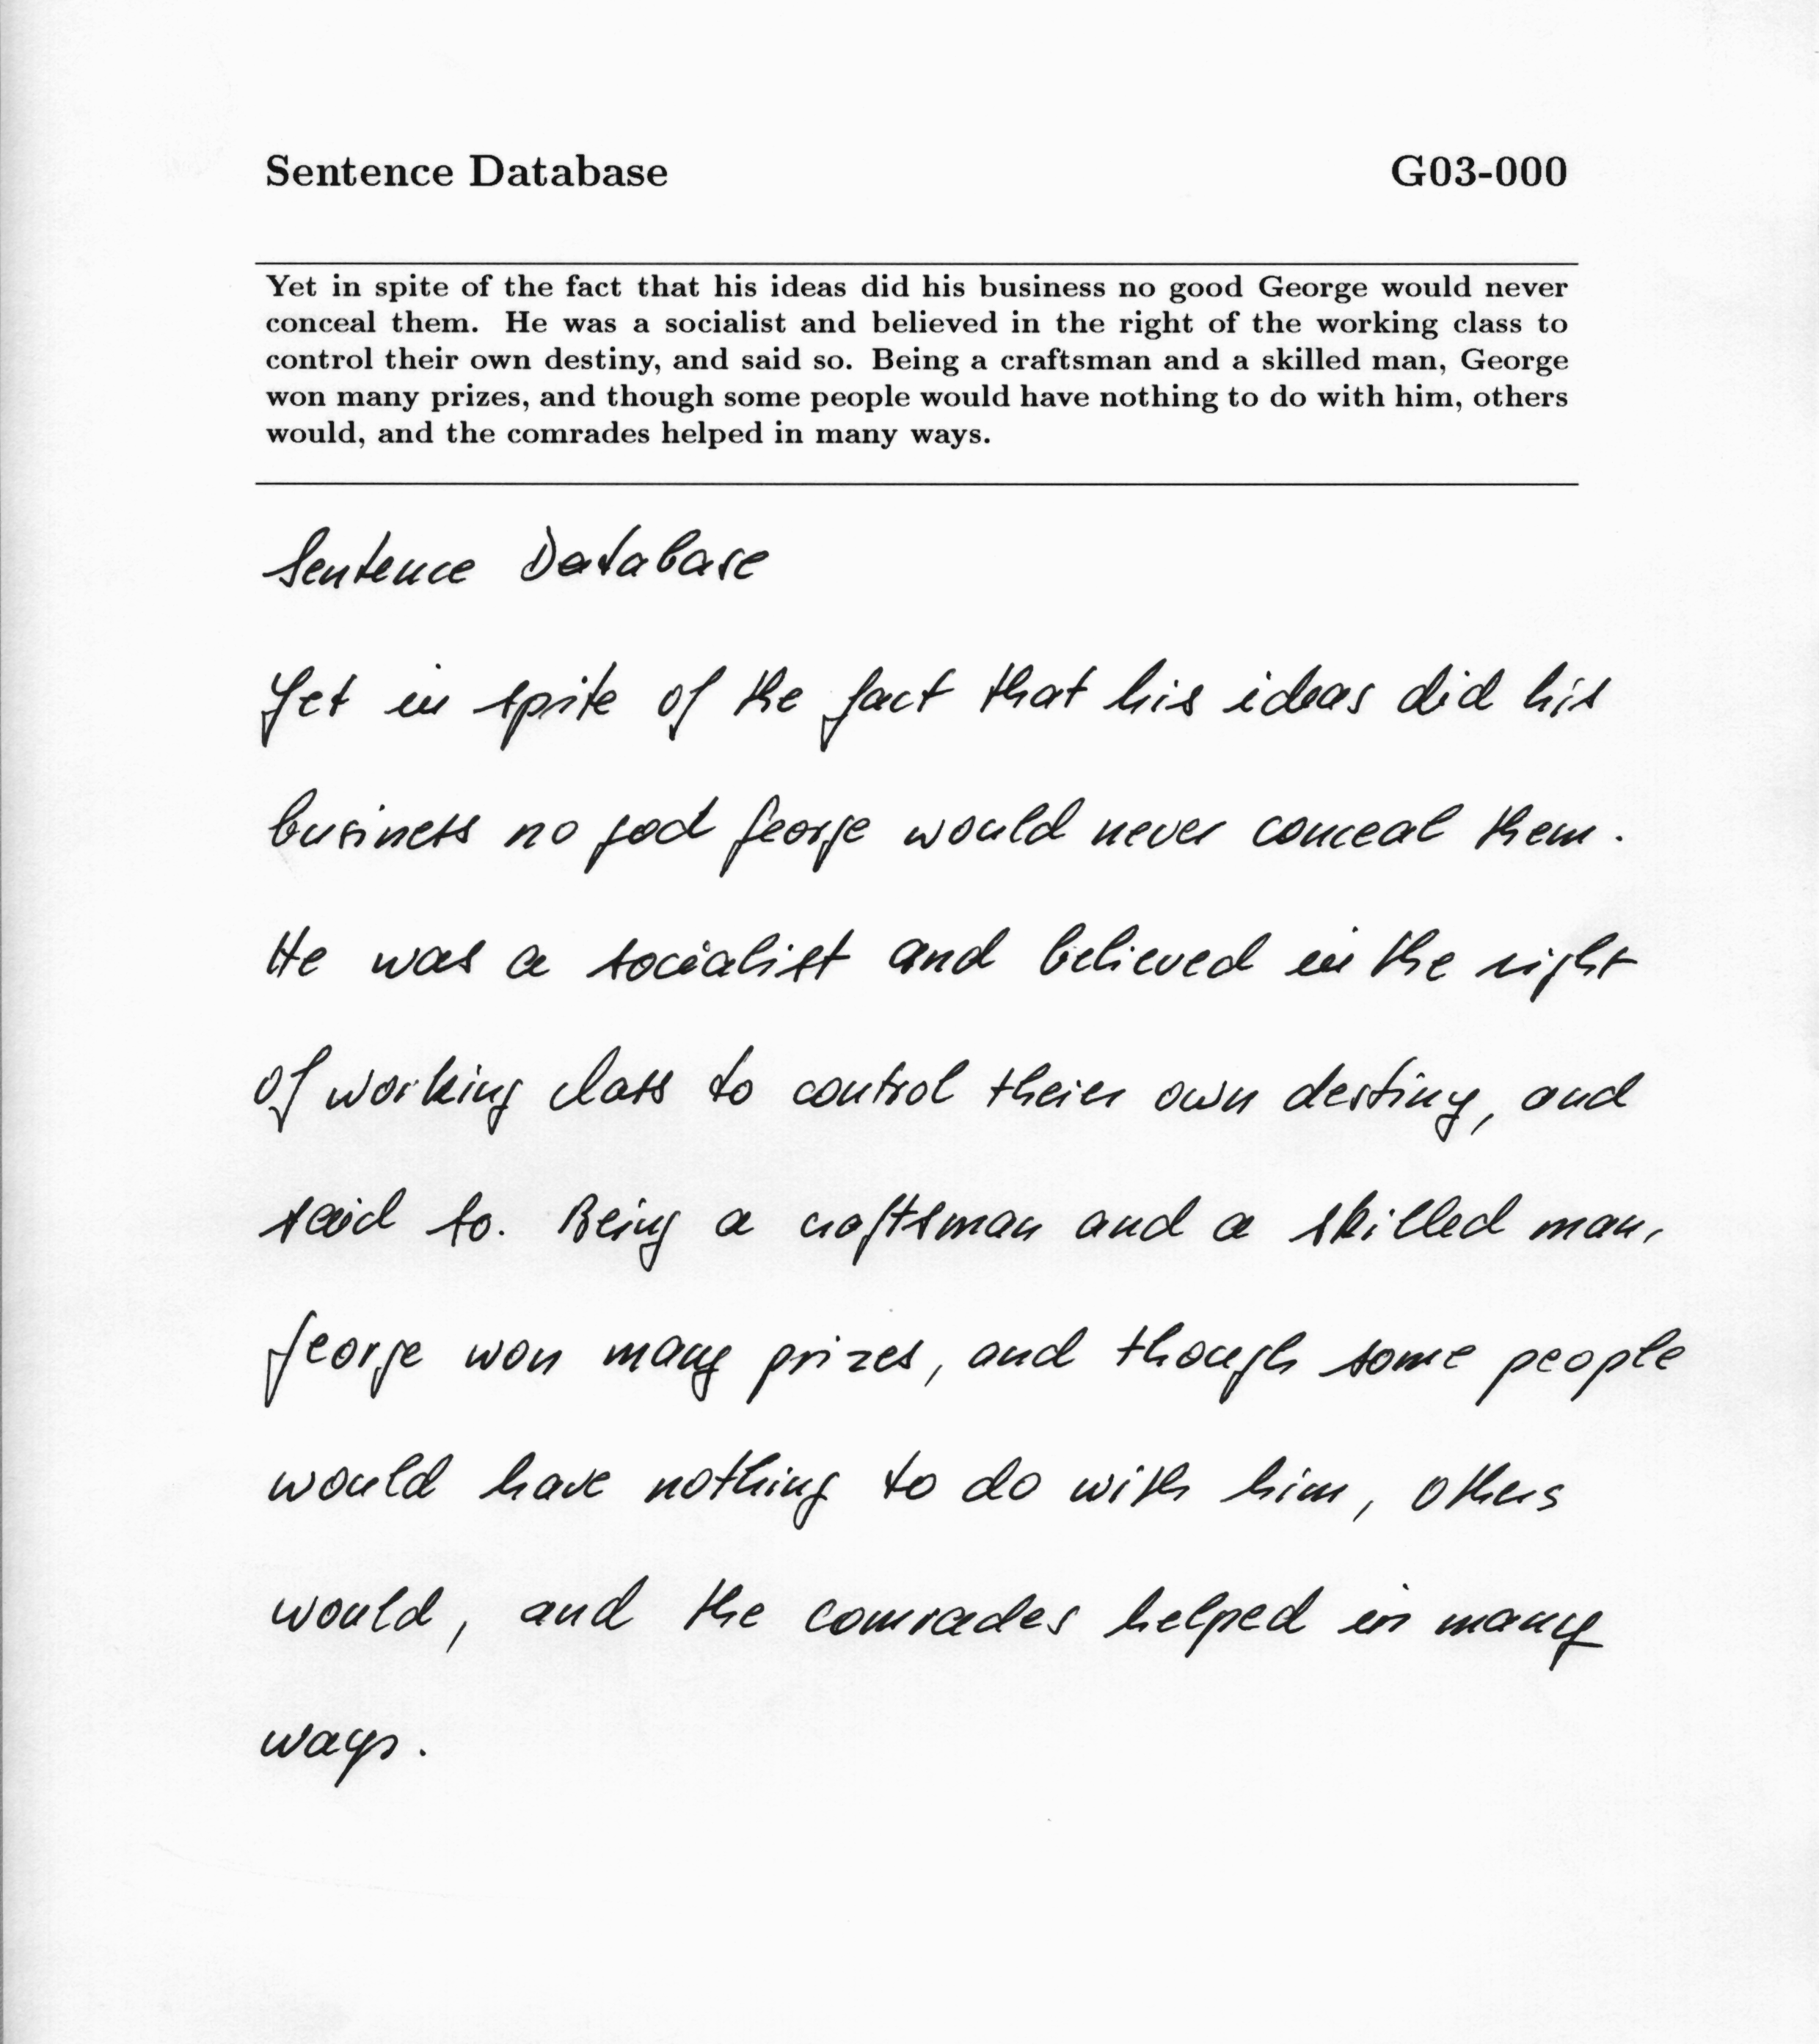 Sentence Database G03-000
Yet in spite of the fact that his ideas did his business no good George would never
conceal them. He was a socialist and believed in the right of the working class to
control their own destiny, and said so. Being a craftsman and a skilled man, George
won many prizes, and though some people would have nothing to do with him, others
would, and the comrades helped in many ways.
Sentence Database
Yet in spite of the fact that his ideas did his
business no god George would never conceal them.
He was a socialist and believed in the right
of working class to control theier own destiny, and
said so. Being a craftsman and a skilled man,
George won many prizes, and though some people
would have nothing to do with him, others
would, and the comrades helped in many
ways.